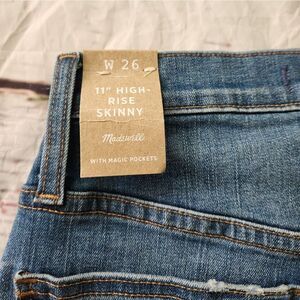 W 26
11" HIGH-
RISE
SKINNY
Madewell
WITH MAGIC POCKETS